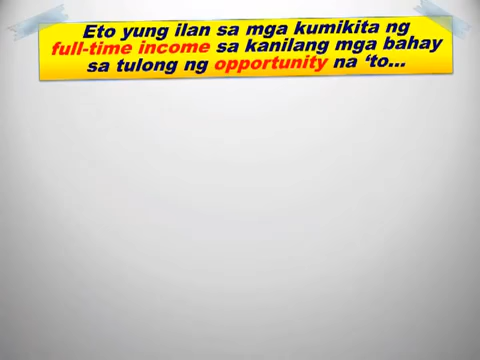 Eto yung ilan sa mga kumikita ng
full-time income sa kanilang mga bahay
sa tulong ng opportunity na ‘to...